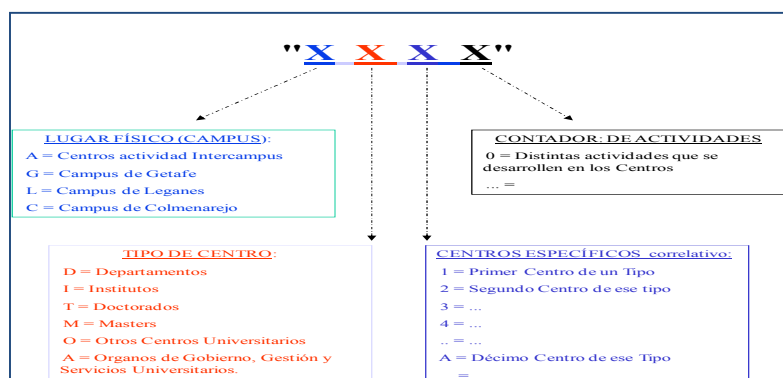 "X X X X"
LUGAR FÍSICO (CAMPUS):
A = Centros actividad Intercampus
G = Campus de Getafe
L = Campus de Leganes
C = Campus de Colmenarejo
CONTADOR: DE ACTIVIDADES
0 = Distintas actividades que se
desarrollen en los Centros
... =
TIPO DE CENTRO:
D = Departamentos
I = Institutos
T = Doctorados
M = Masters
O = Otros Centros Universitarios
A = Organos de Gobierno, Gestión y
Servicios Universitarios.
CENTROS ESPECÍFICOS correlativo:
1 = Primer Centro de un Tipo
2 = Segundo Centro de ese tipo
3 = ...
4 = ...
.. = ...
A = Décimo Centro de ese Tipo